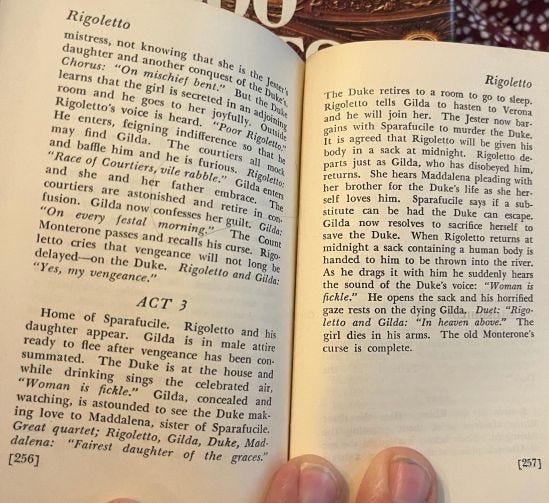 Rigoletto
mistress, not knowing that she is the Jester's
daughter and another conquest of the Duke's.
Chorus: "On mischief bent." But the Duke
learns that the girl is secreted in an adjoining
room and he goes to her joyfully. Outside
Rigoletto's voice is heard. "Poor Rigoletto."
He enters, feigning indifference so that he
may find Gilda. The courtiers all mock
and baffle him and he is furious. Rigoletto:
"Race of Courtiers, vile rabble." Gilda enters
and she and her father embrace. The
courtiers are astonished and retire in con-
fusion. Gilda now confesses her guilt. Gilda:
"On every festal morning." The Count
Monterone passes and recalls his curse. Rigo-
letto cries that vengeance will not long be
delayed—on the Duke. Rigoletto and Gilda:
"Yes, my vengeance."
ACT 3
Home of Sparafucile. Rigoletto and his
daughter appear. Gilda is in male attire
ready to flee after vengeance has been con-
summated. The Duke is at the house and
while drinking sings the celebrated air,
"Woman is fickle." Gilda, concealed and
watching, is astounded to see the Duke mak-
ing love to Maddalena, sister of Sparafucile.
Great quartet; Rigoletto, Gilda, Duke, Mad-
dalena: "Fairest daughter of the graces."
[256]
Rigoletto
The Duke retires to a room to go to sleep.
Rigoletto tells Gilda to hasten to Verona
and he will join her. The Jester now bar-
gains with Sparafucile to murder the Duke.
It is agreed that Rigoletto will be given his
body in a sack at midnight. Rigoletto de-
parts just as Gilda, who has disobeyed him,
returns. She hears Maddalena pleading with
her brother for the Duke's life as she her-
self loves him. Sparafucile says if a sub-
stitute can be had the Duke can escape.
Gilda now resolves to sacrifice herself to
save the Duke. When Rigoletto returns at
midnight a sack containing a human body is
handed to him to be thrown into the river.
As he drags it with him he suddenly hears
the sound of the Duke's voice: "Woman is
fickle." He opens the sack and his horrified
gaze rests on the dying Gilda. Duet: "Rigo-
letto and Gilda: "In heaven above." The
girl dies in his arms. The old Monterone's
curse is complete.
[257]